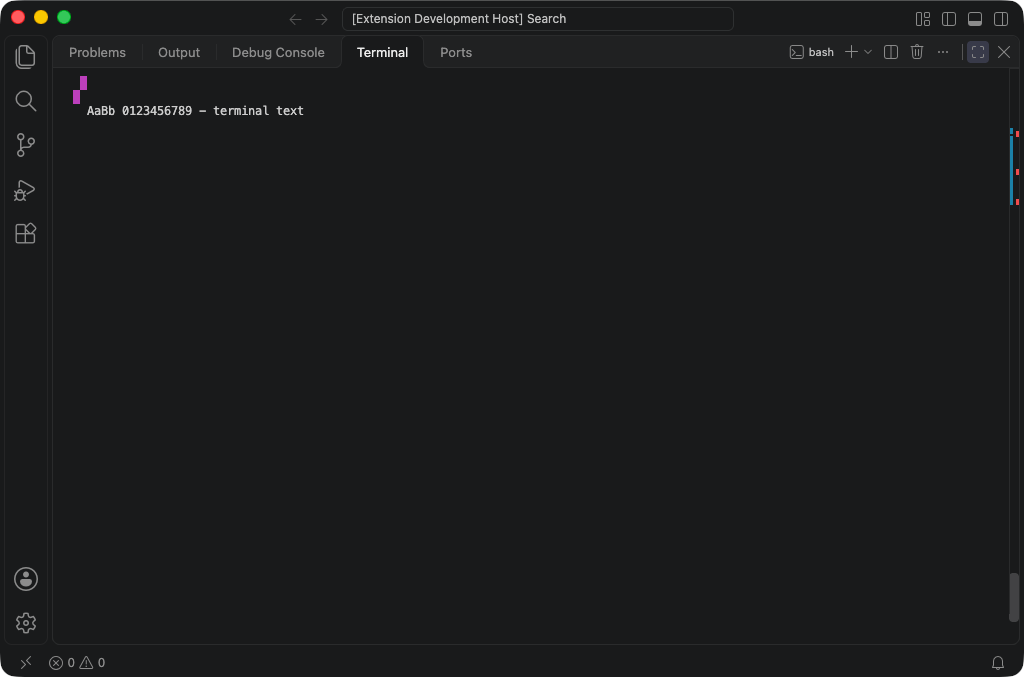 [Extension Development Host] Search
Problems Output Debug Console Terminal Ports bash
AaBb 0123456789 — terminal text
0 0